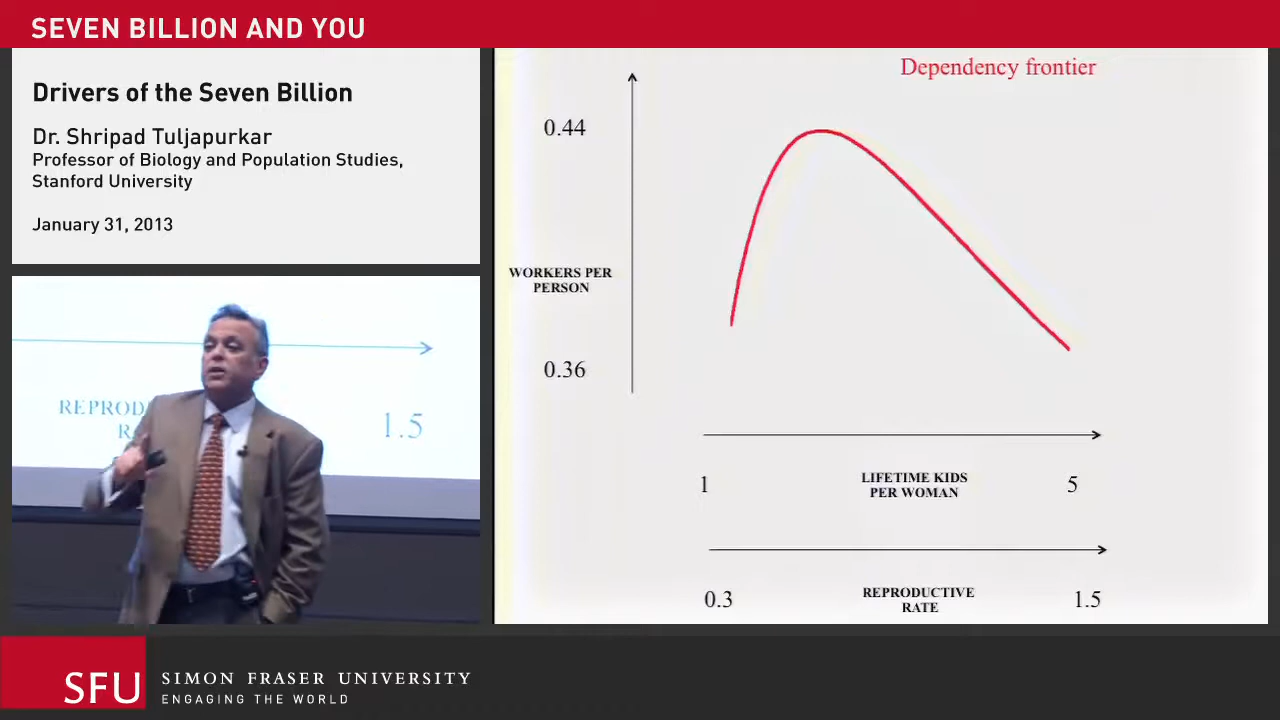 SEVEN BILLION AND YOU
Drivers of the Seven Billion
Dr. Shripad Tuljapurkar
Professor of Biology and Population Studies,
Stanford University
January 31, 2013
REPROD
1.5
Dependency frontier
0.44
WORKERS PER
PERSON
0.36
1
LIFETIME KIDS
PER WOMAN
5
0.3
REPRODUCTIVE
RATE
1.5
SFU
SIMON FRASER UNIVERSITY
ENGAGING THE WORLD